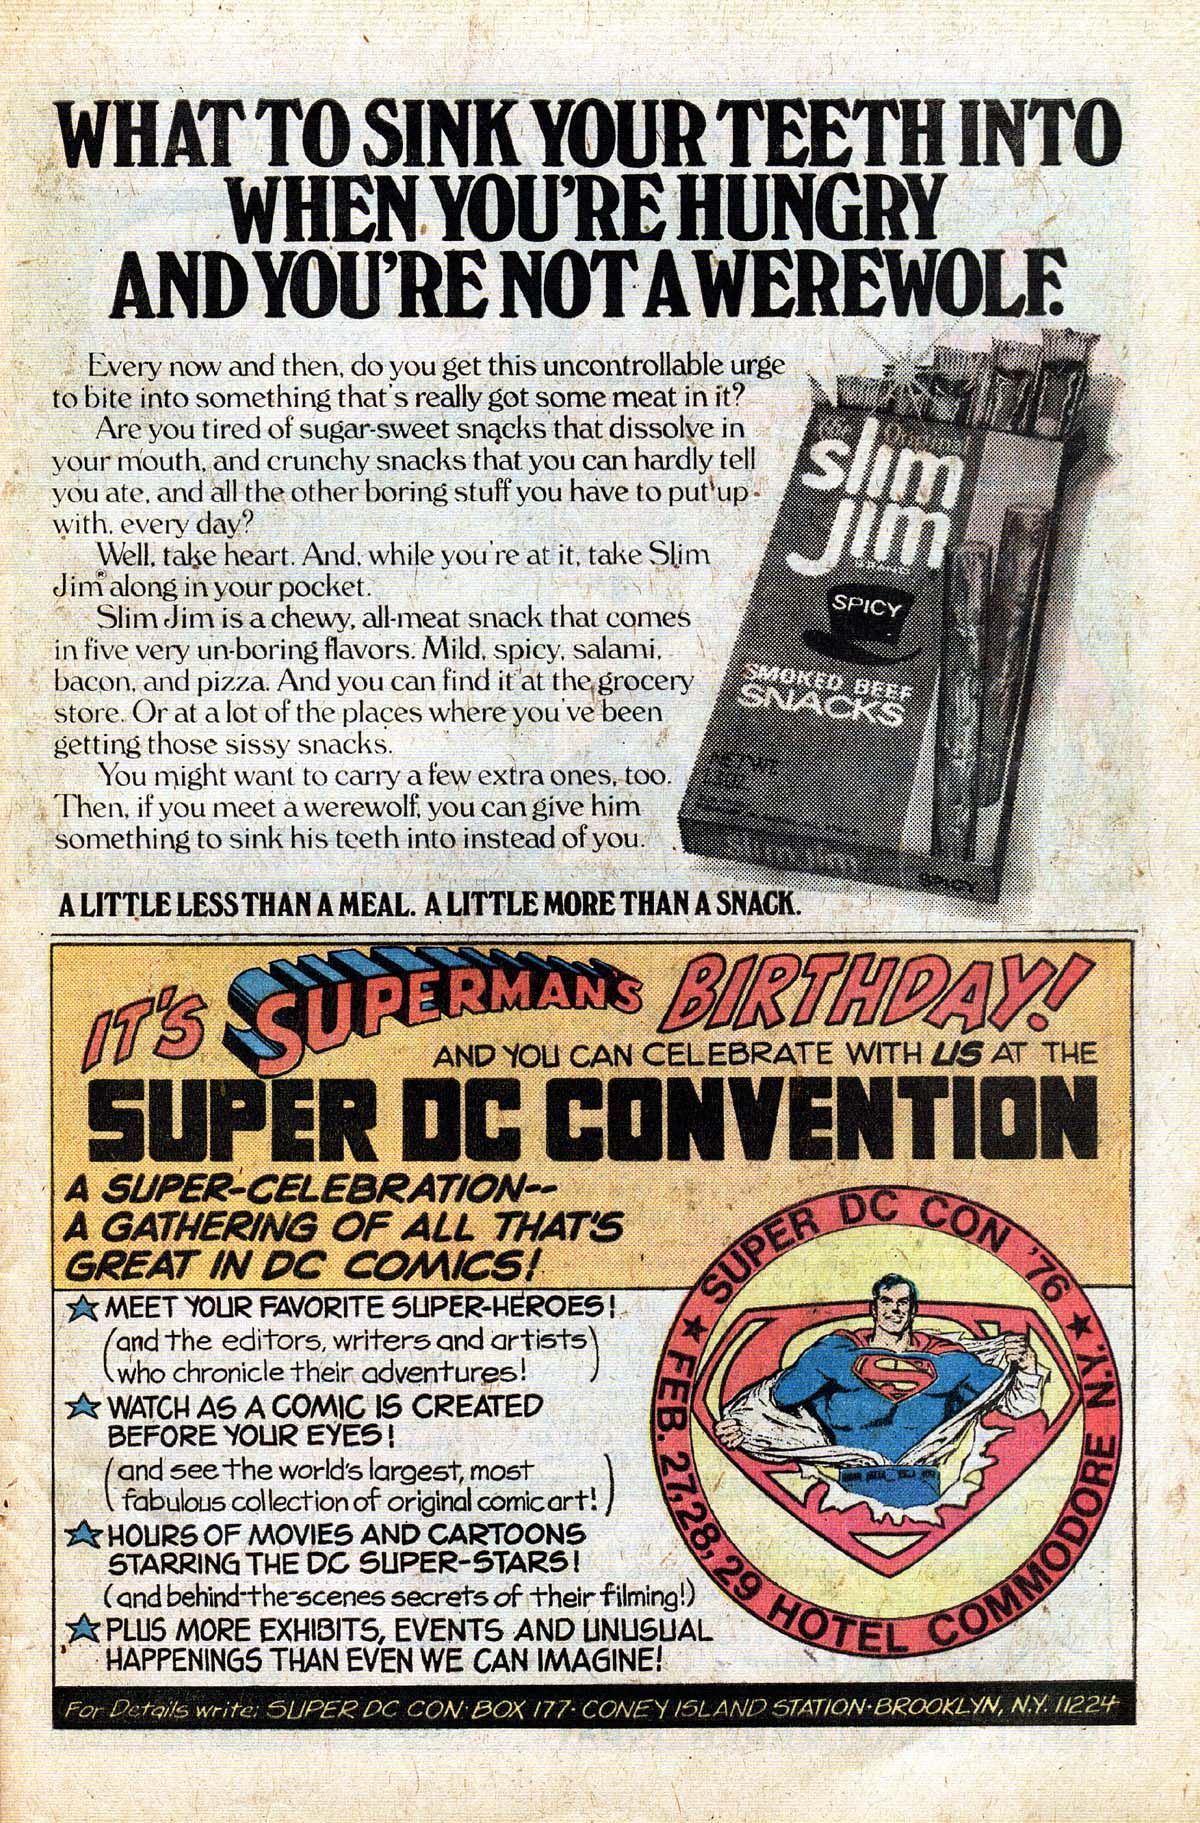 WHAT TO SINK YOUR TEETH INTO
WHEN YOU'RE HUNGRY
AND YOU'RE NOT A WEREWOLF.
Every now and then, do you get this uncontrollable urge
to bite into something that's really got some meat in it?
Are you tired of sugar-sweet snacks that dissolve in
your mouth, and crunchy snacks that you can hardly tell
you ate, and all the other boring stuff you have to put up
with, every day?
Well, take heart. And, while you're at it, take Slim
Jim® along in your pocket.
Slim Jim is a chewy, all-meat snack that comes
in five very un-boring flavors. Mild, spicy, salami,
bacon, and pizza. And you can find it at the grocery
store. Or at a lot of the places where you've been
getting those sissy snacks.
You might want to carry a few extra ones, too.
Then, if you meet a werewolf, you can give him
something to sink his teeth into instead of you.
slim
jim
SPICY
SMOKED BEEF
SNACKS
NET WT.
SPICY
A LITTLE LESS THAN A MEAL. A LITTLE MORE THAN A SNACK.
IT'S SUPERMAN'S BIRTHDAY!
AND YOU CAN CELEBRATE WITH US AT THE
SUPER DC CONVENTION
A SUPER-CELEBRATION--
A GATHERING OF ALL THAT'S
GREAT IN DC COMICS!
MEET YOUR FAVORITE SUPER-HEROES!
(and the editors, writers and artists
who chronicle their adventures!)
WATCH AS A COMIC IS CREATED
BEFORE YOUR EYES!
(and see the world's largest, most
fabulous collection of original comic art!)
HOURS OF MOVIES AND CARTOONS
STARRING THE DC SUPER-STARS!
(and behind-the-scenes secrets of their filming!)
PLUS MORE EXHIBITS, EVENTS AND UNUSUAL
HAPPENINGS THAN EVEN WE CAN IMAGINE!
★ SUPER DC CON '76 ★
FEB. 27, 28, 29 HOTEL COMMODORE N.Y.
S
For Details write: SUPER DC CON · BOX 177 · CONEY ISLAND STATION · BROOKLYN, N.Y. 11224